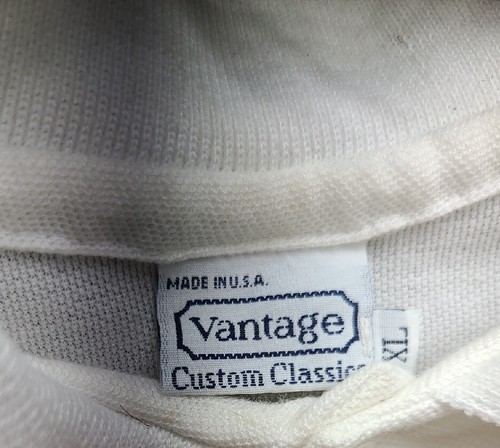 MADE IN U.S.A.
Vantage
Custom Classics
XL